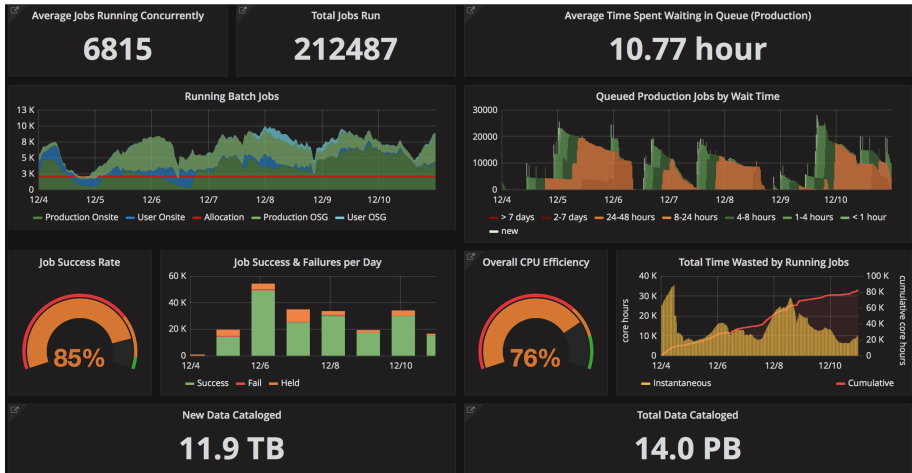 Average Jobs Running Concurrently
6815
Total Jobs Run
212487
Average Time Spent Waiting in Queue (Production)
10.77 hour
Running Batch Jobs
13 K
10 K
8 K
5 K
3 K
0
12/4 12/5 12/6 12/7 12/8 12/9 12/10
Production Onsite User Onsite Allocation Production OSG User OSG
Queued Production Jobs by Wait Time
30000
20000
10000
0
12/4 12/5 12/6 12/7 12/8 12/9 12/10
> 7 days 2-7 days 24-48 hours 8-24 hours 4-8 hours 1-4 hours < 1 hour
new
Job Success Rate
85%
Job Success & Failures per Day
60 K
40 K
20 K
0
12/4 12/6 12/8 12/10
Success Fail Held
Overall CPU Efficiency
76%
Total Time Wasted by Running Jobs
core hours
40 K
30 K
20 K
10 K
0
12/4 12/6 12/8 12/10
100 K
80 K
60 K
40 K
20 K
0
cumulative core hours
Instantaneous Cumulative
New Data Cataloged
11.9 TB
Total Data Cataloged
14.0 PB